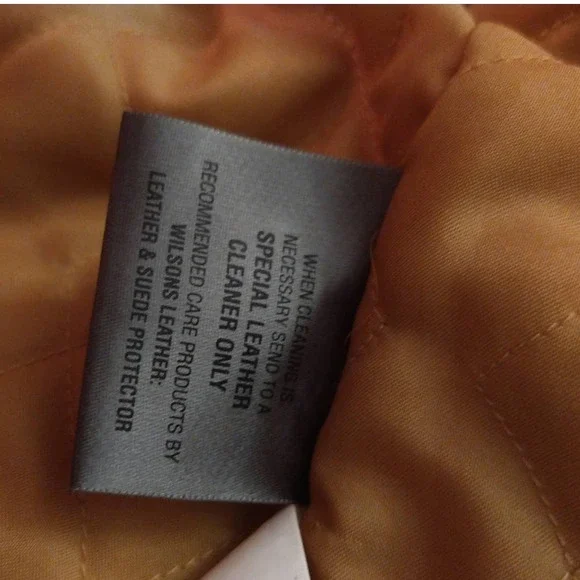 WHEN CLEANING IS
NECESSARY SEND TO A
SPECIAL LEATHER
CLEANER ONLY
RECOMMENDED CARE PRODUCTS BY
WILSONS LEATHER:
LEATHER & SUEDE PROTECTOR